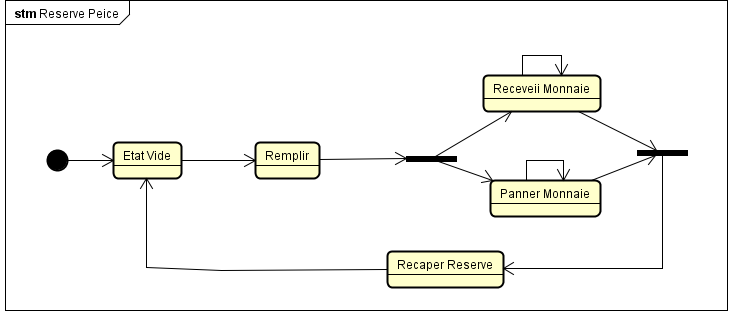 stm Reserve Peice
Receveii Monnaie
Etat Vide
Remplir
Panner Monnaie
Recaper Reserve